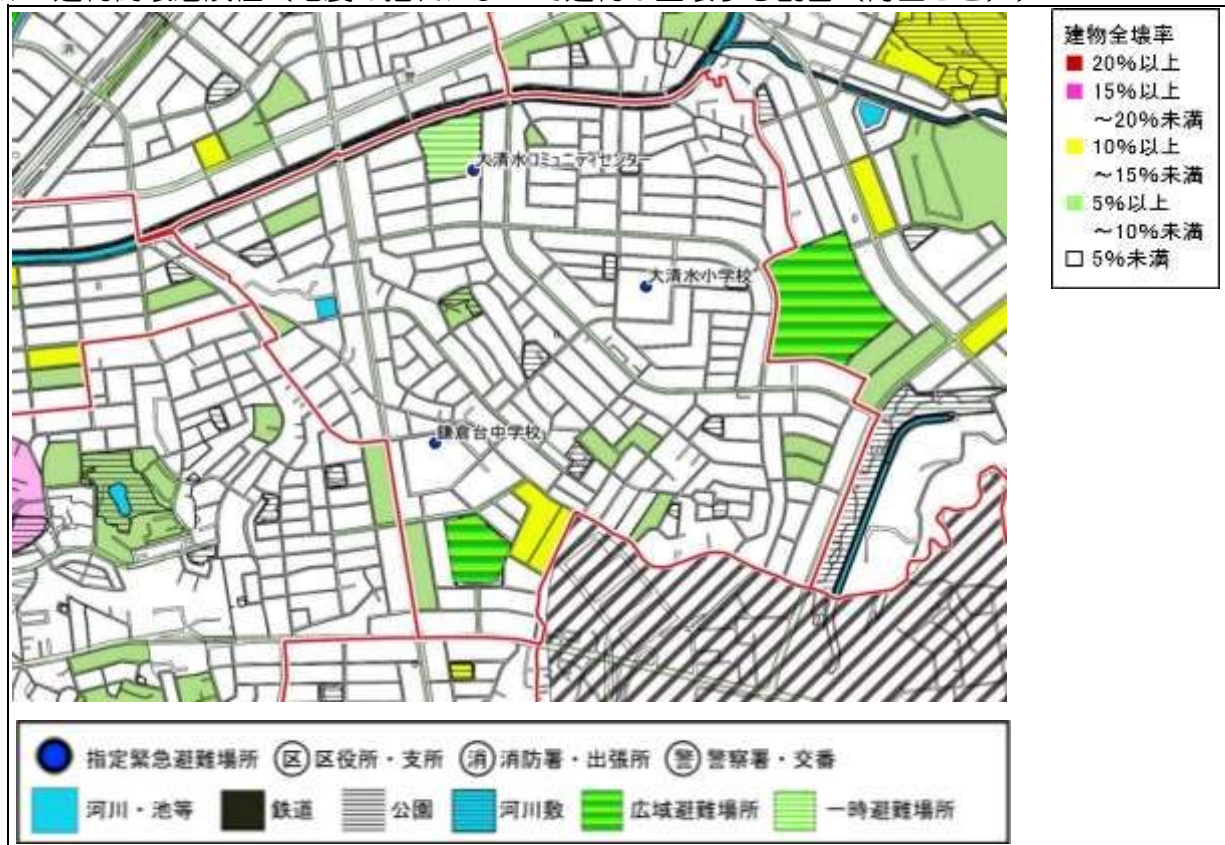 建物全壊率
20%以上
15%以上
～20%未満
10%以上
～15%未満
5%以上
～10%未満
5%未満
大清水コミュニティセンター
大清水小学校
鎌倉台中学校
指定緊急避難場所 区 区役所・支所 消 消防署・出張所 警 警察署・交番
河川・池等 鉄道 公園 河川敷 広域避難場所 一時避難場所